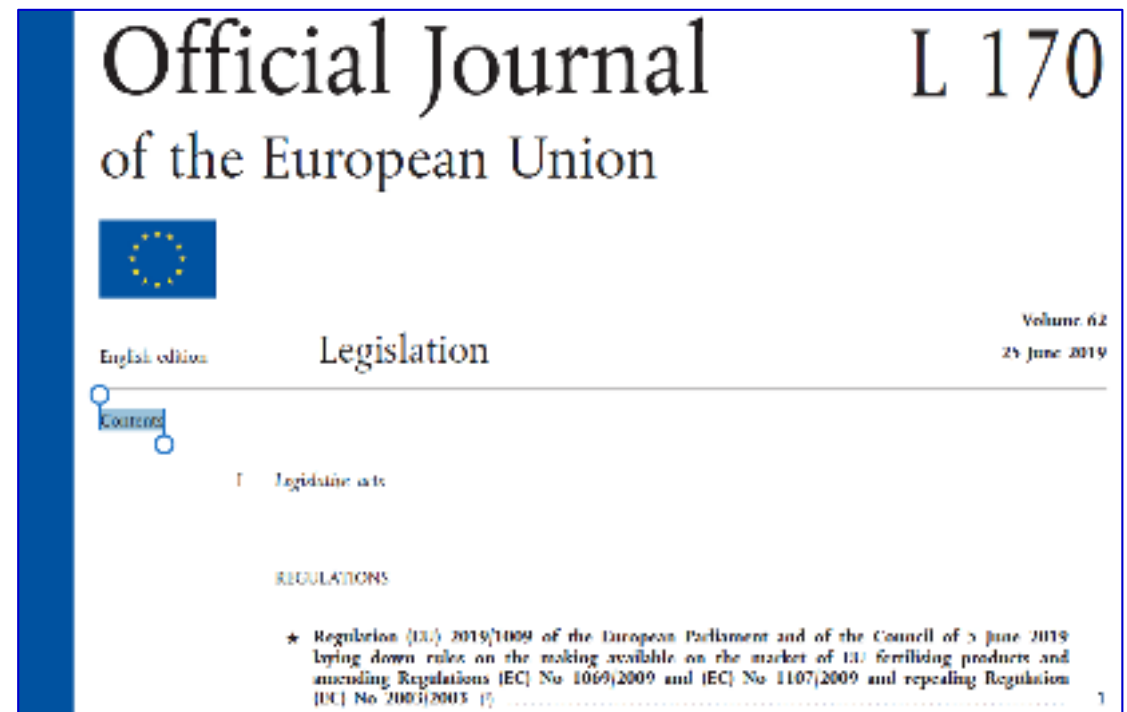 Official Journal L 170
of the European Union
Volume 62
English edition Legislation 25 June 2019
Contents
I Legislative acts
REGULATIONS
★ Regulation (EU) 2019/1009 of the European Parliament and of the Council of 5 June 2019
laying down rules on the making available on the market of EU fertilising products and
amending Regulations (EC) No 1069/2009 and (EC) No 1107/2009 and repealing Regulation
(EC) No 2003/2003 (¹) ........................................ 1